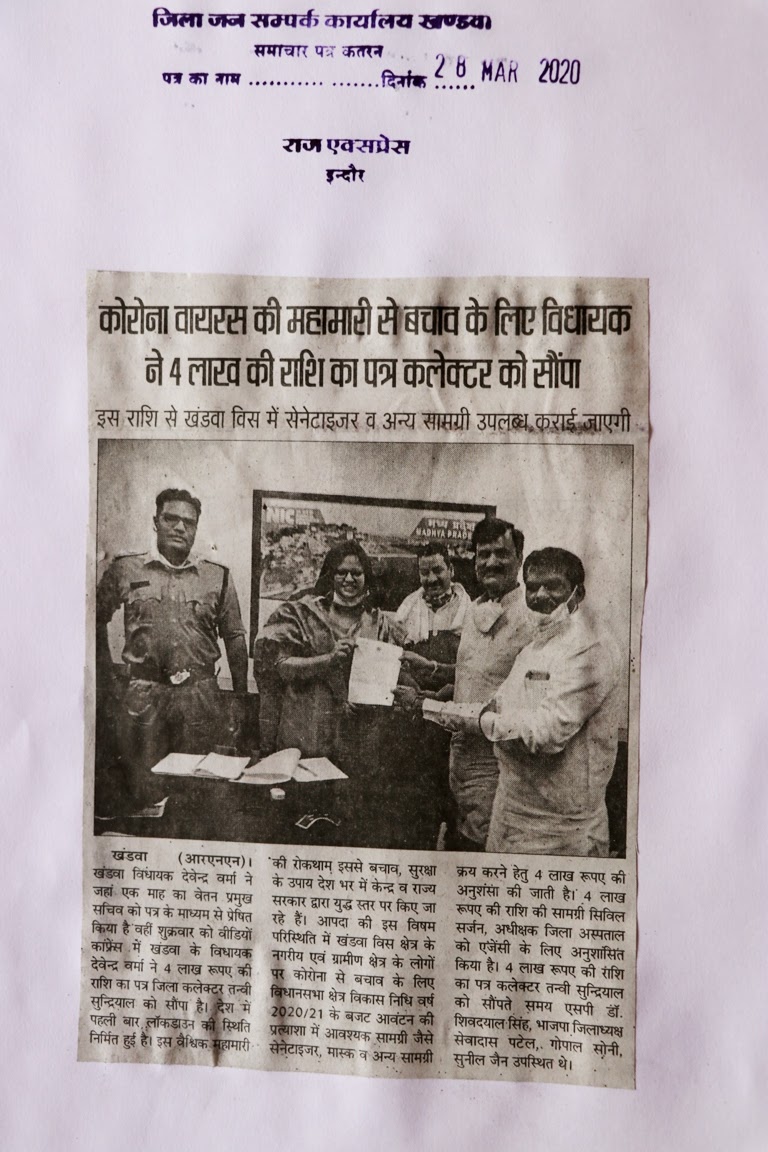 जिला जन सम्पर्क कार्यालय खण्डवा
समाचार पत्र कतरन
पत्र का नाम ........... .......दिनांक ...... 28 MAR 2020
राज एक्सप्रेस
इन्दौर
कोरोना वायरस की महामारी से बचाव के लिए विधायक
ने 4 लाख की राशि का पत्र कलेक्टर को सौंपा
इस राशि से खंडवा विस में सेनेटाइजर व अन्य सामग्री उपलब्ध कराई जाएगी
NIC
मध्य प्रदेश
MADHYA PRAD
खंडवा (आरएनएन)।
खंडवा विधायक देवेन्द्र वर्मा ने
जहां एक माह का वेतन प्रमुख
सचिव को पत्र के माध्यम से प्रेषित
किया है वहीं शुक्रवार को वीडियों
कांफ्रेंस में खंडवा के विधायक
देवेन्द्र वर्मा ने 4 लाख रूपए की
राशि का पत्र जिला कलेक्टर तन्वी
सुन्द्रियाल को सौंपा है। देश में
पहली बार लॉकडाउन की स्थिति
निर्मित हुई है। इस वैश्विक महामारी
की रोकथाम इससे बचाव, सुरक्षा
के उपाय देश भर में केन्द्र व राज्य
सरकार द्वारा युद्ध स्तर पर किए जा
रहे हैं। आपदा की इस विषम
परिस्थिति में खंडवा विस क्षेत्र के
नगरीय एवं ग्रामीण क्षेत्र के लोगों
पर कोरोना से बचाव के लिए
विधानसभा क्षेत्र विकास निधि वर्ष
2020/21 के बजट आवंटन की
प्रत्याशा में आवश्यक सामग्री जैसे
सेनेटाइजर, मास्क व अन्य सामग्री
क्रय करने हेतु 4 लाख रूपए की
अनुशंसा की जाती है। 4 लाख
रूपए की राशि की सामग्री सिविल
सर्जन, अधीक्षक जिला अस्पताल
को एजेंसी के लिए अनुशासित
किया है। 4 लाख रूपए की राशि
का पत्र कलेक्टर तन्वी सुन्द्रियाल
को सौंपते समय एसपी डॉ.
शिवदयाल सिंह, भाजपा जिलाध्यक्ष
सेवादास पटेल, गोपाल सोनी,
सुनील जैन उपस्थित थे।